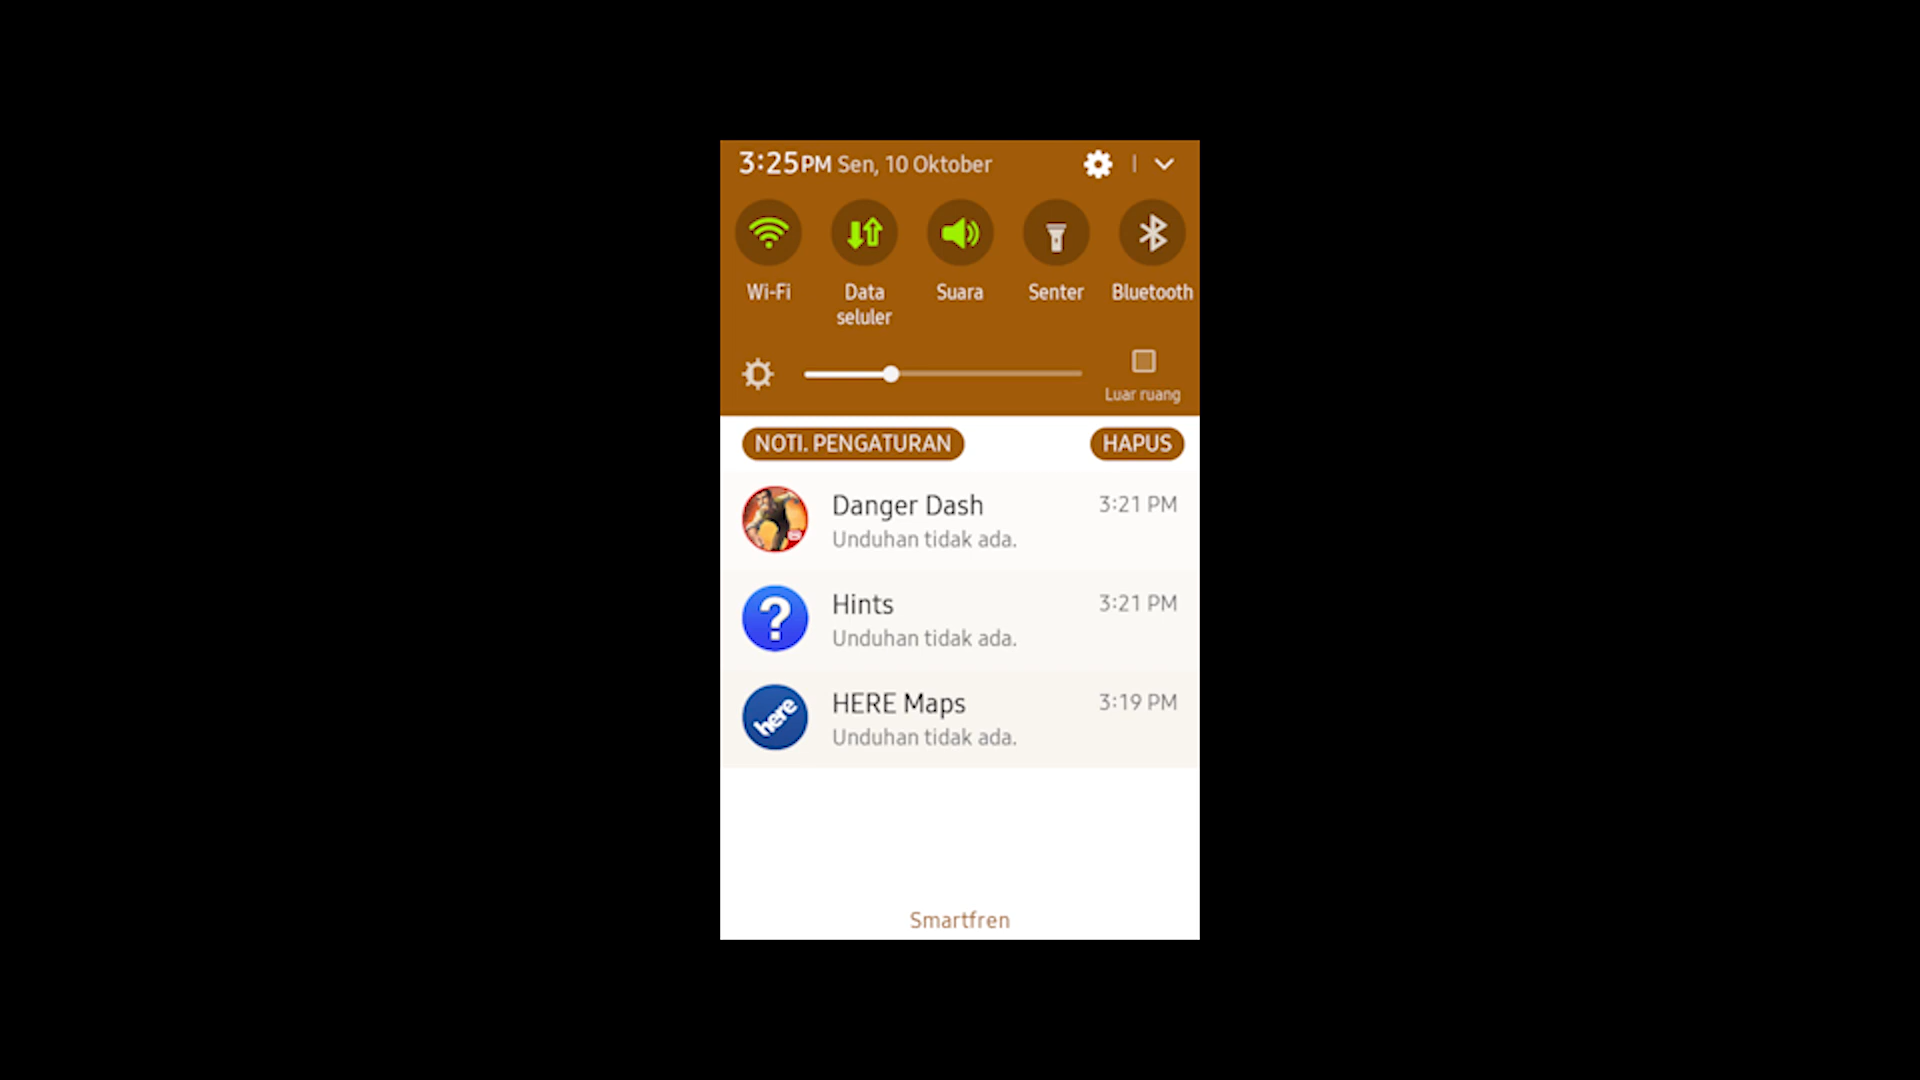 3:25PM Sen, 10 Oktober
Wi-Fi
Data
seluler
Suara
Senter
Bluetooth
Luar ruang
NOTI. PENGATURAN
HAPUS
Danger Dash
3:21 PM
Unduhan tidak ada.
?
Hints
3:21 PM
Unduhan tidak ada.
here
HERE Maps
3:19 PM
Unduhan tidak ada.
Smartfren